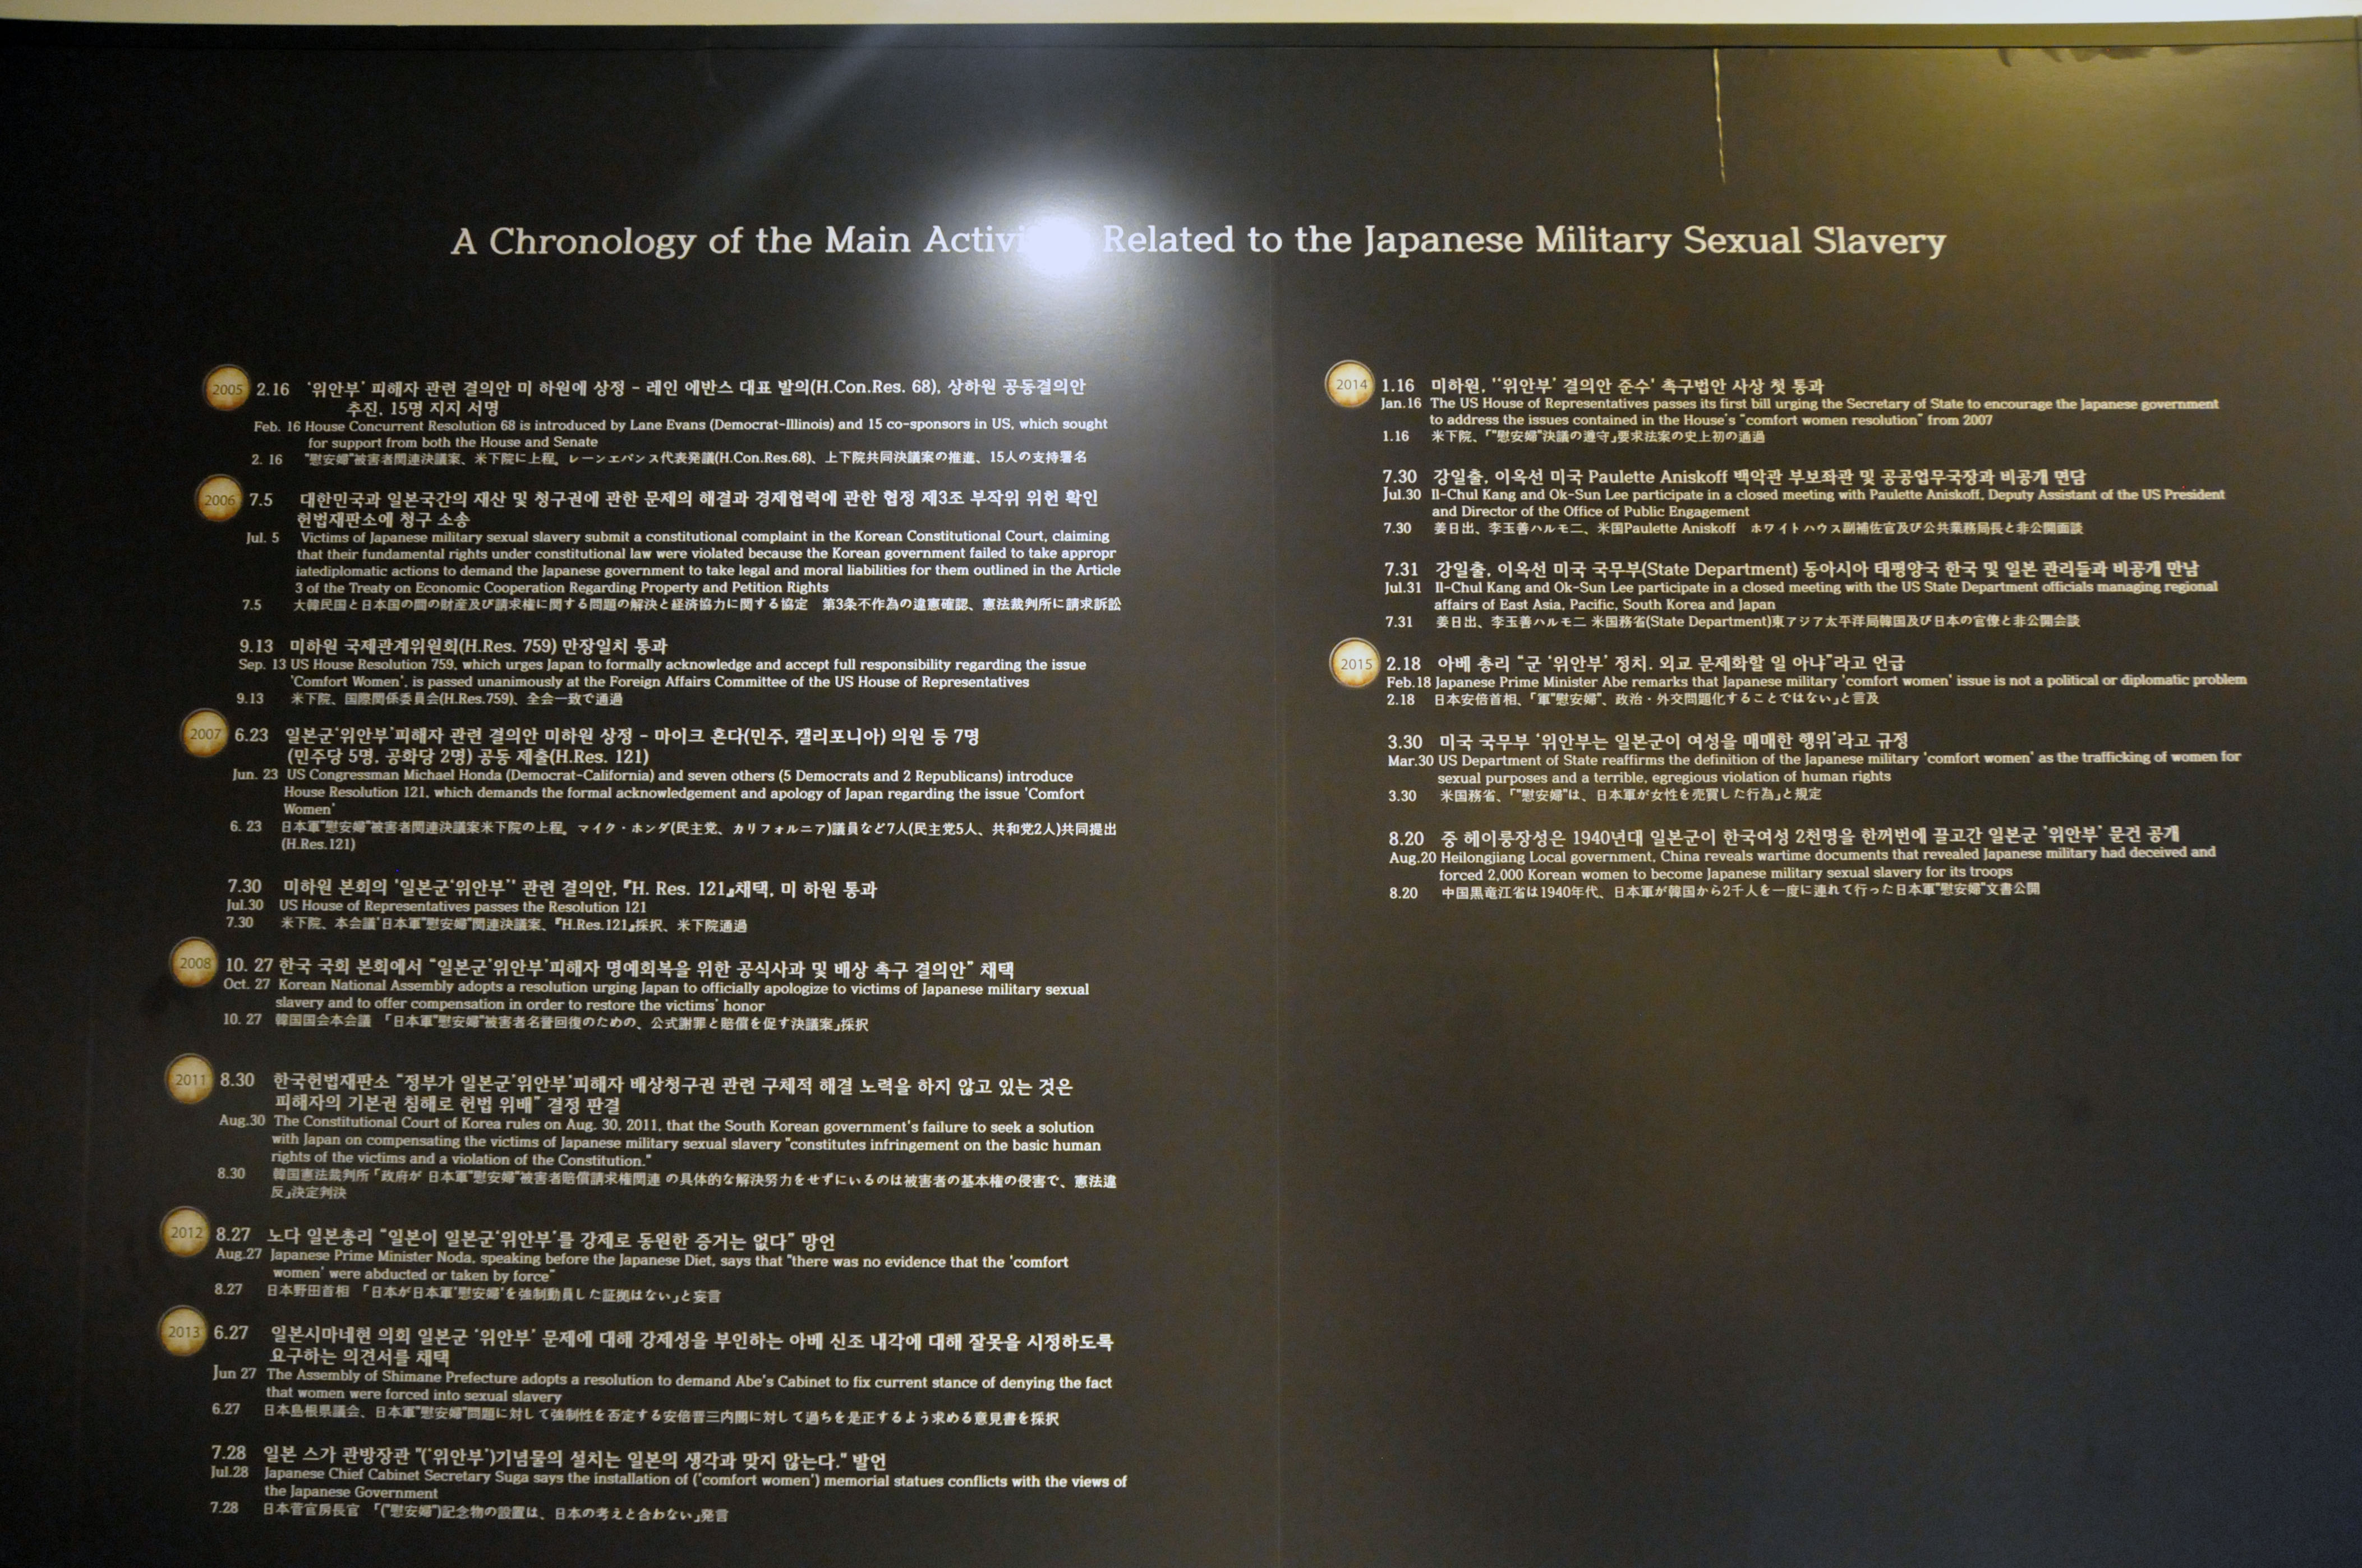 A Chronology of the Main Activi Related to the Japanese Military Sexual Slavery
2005 2.16 '위안부' 피해자 관련 결의안 미 하원에 상정 - 레인 에반스 대표 발의(H.Con.Res. 68), 상하원 공동결의안
추진, 15명 지지 서명
Feb. 16 House Concurrent Resolution 68 is introduced by Lane Evans (Democrat-Illinois) and 15 co-sponsors in US, which sought
for support from both the House and Senate
2. 16 "慰安婦"被害者関連決議案、米下院に上程。レーンエバンス代表発議(H.Con.Res.68)、上下院共同決議案の推進、15人の支持署名
2006 7.5 대한민국과 일본국간의 재산 및 청구권에 관한 문제의 해결과 경제협력에 관한 협정 제3조 부작위 위헌 확인
헌법재판소에 청구 소송
Jul. 5 Victims of Japanese military sexual slavery submit a constitutional complaint in the Korean Constitutional Court, claiming
that their fundamental rights under constitutional law were violated because the Korean government failed to take appropr
iatediplomatic actions to demand the Japanese government to take legal and moral liabilities for them outlined in the Article
3 of the Treaty on Economic Cooperation Regarding Property and Petition Rights
7.5 大韓民国と日本国の間の財産及び請求権に関する問題の解決と経済協力に関する協定 第3条不作為の違憲確認、憲法裁判所に請求訴訟
9.13 미하원 국제관계위원회(H.Res. 759) 만장일치 통과
Sep. 13 US House Resolution 759, which urges Japan to formally acknowledge and accept full responsibility regarding the issue
'Comfort Women', is passed unanimously at the Foreign Affairs Committee of the US House of Representatives
9.13 米下院、国際関係委員会(H.Res.759)、全会一致で通過
2007 6.23 일본군'위안부'피해자 관련 결의안 미하원 상정 - 마이크 혼다(민주, 캘리포니아) 의원 등 7명
(민주당 5명, 공화당 2명) 공동 제출(H.Res. 121)
Jun. 23 US Congressman Michael Honda (Democrat-California) and seven others (5 Democrats and 2 Republicans) introduce
House Resolution 121, which demands the formal acknowledgement and apology of Japan regarding the issue 'Comfort
Women'
6. 23 日本軍"慰安婦"被害者関連決議案米下院の上程。マイク・ホンダ(民主党、カリフォルニア)議員など7人(民主党5人、共和党2人)共同提出
(H.Res.121)
7.30 미하원 본회의 '일본군'위안부'' 관련 결의안, 『H. Res. 121』채택, 미 하원 통과
Jul.30 US House of Representatives passes the Resolution 121
7.30 米下院、本会議'日本軍"慰安婦"関連決議案、『H.Res.121』採択、米下院通過
2008 10. 27 한국 국회 본회에서 "일본군'위안부'피해자 명예회복을 위한 공식사과 및 배상 촉구 결의안" 채택
Oct. 27 Korean National Assembly adopts a resolution urging Japan to officially apologize to victims of Japanese military sexual
slavery and to offer compensation in order to restore the victims' honor
10. 27 韓国国会本会議 「日本軍"慰安婦"被害者名誉回復のための、公式謝罪と賠償を促す決議案」採択
2011 8.30 한국헌법재판소 "정부가 일본군'위안부'피해자 배상청구권 관련 구체적 해결 노력을 하지 않고 있는 것은
피해자의 기본권 침해로 헌법 위배" 결정 판결
Aug.30 The Constitutional Court of Korea rules on Aug. 30, 2011, that the South Korean government's failure to seek a solution
with Japan on compensating the victims of Japanese military sexual slavery "constitutes infringement on the basic human
rights of the victims and a violation of the Constitution."
8.30 韓国憲法裁判所「政府が 日本軍"慰安婦"被害者賠償請求権関連 の具体的な解決努力をせずにいるのは被害者の基本権の侵害で、憲法違
反」決定判決
2012 8.27 노다 일본총리 "일본이 일본군'위안부'를 강제로 동원한 증거는 없다" 망언
Aug.27 Japanese Prime Minister Noda, speaking before the Japanese Diet, says that "there was no evidence that the 'comfort
women' were abducted or taken by force"
8.27 日本野田首相 「日本が日本軍'慰安婦'を強制動員した証拠はない」と妄言
2013 6.27 일본시마네현 의회 일본군 '위안부' 문제에 대해 강제성을 부인하는 아베 신조 내각에 대해 잘못을 시정하도록
요구하는 의견서를 채택
Jun 27 The Assembly of Shimane Prefecture adopts a resolution to demand Abe's Cabinet to fix current stance of denying the fact
that women were forced into sexual slavery
6.27 日本島根県議会、日本軍"慰安婦"問題に対して強制性を否定する安倍晋三内閣に対して過ちを是正するよう求める意見書を採択
7.28 일본 스가 관방장관 "('위안부')기념물의 설치는 일본의 생각과 맞지 않는다." 발언
Jul.28 Japanese Chief Cabinet Secretary Suga says the installation of ('comfort women') memorial statues conflicts with the views of
the Japanese Government
7.28 日本菅官房長官 「("慰安婦")記念物の設置は、日本の考えと合わない」発言
2014 1.16 미하원, "'위안부' 결의안 준수' 촉구법안 사상 첫 통과
Jan.16 The US House of Representatives passes its first bill urging the Secretary of State to encourage the Japanese government
to address the issues contained in the House's "comfort women resolution" from 2007
1.16 米下院、「"慰安婦"決議の遵守」要求法案の史上初の通過
7.30 강일출, 이옥선 미국 Paulette Aniskoff 백악관 부보좌관 및 공공업무국장과 비공개 면담
Jul.30 Il-Chul Kang and Ok-Sun Lee participate in a closed meeting with Paulette Aniskoff, Deputy Assistant of the US President
and Director of the Office of Public Engagement
7.30 姜日出、李玉善ハルモ二、米国Paulette Aniskoff ホワイトハウス副補佐官及び公共業務局長と非公開面談
7.31 강일출, 이옥선 미국 국무부(State Department) 동아시아 태평양국 한국 및 일본 관리들과 비공개 만남
Jul.31 Il-Chul Kang and Ok-Sun Lee participate in a closed meeting with the US State Department officials managing regional
affairs of East Asia, Pacific, South Korea and Japan
7.31 姜日出、李玉善ハルモ二 米国務省(State Department)東アジア太平洋局韓国及び日本の官僚と非公開会談
2015 2.18 아베 총리 "군 '위안부' 정치, 외교 문제화할 일 아냐"라고 언급
Feb.18 Japanese Prime Minister Abe remarks that Japanese military 'comfort women' issue is not a political or diplomatic problem
2.18 日本安倍首相、「軍"慰安婦"、政治・外交問題化することではない」と言及
3.30 미국 국무부 '위안부는 일본군이 여성을 매매한 행위'라고 규정
Mar.30 US Department of State reaffirms the definition of the Japanese military 'comfort women' as the trafficking of women for
sexual purposes and a terrible, egregious violation of human rights
3.30 米国務省、「"慰安婦"は、日本軍が女性を売買した行為」と規定
8.20 중 헤이룽장성은 1940년대 일본군이 한국여성 2천명을 한꺼번에 끌고간 일본군 '위안부' 문건 공개
Aug.20 Heilongjiang Local government, China reveals wartime documents that revealed Japanese military had deceived and
forced 2,000 Korean women to become Japanese military sexual slavery for its troops
8.20 中国黒竜江省は1940年代、日本軍が韓国から2千人を一度に連れて行った日本軍"慰安婦"文書公開